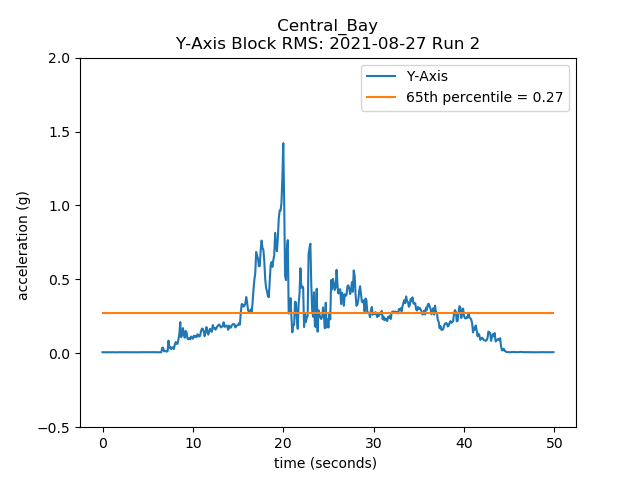 Central_Bay
Y-Axis Block RMS: 2021-08-27 Run 2
2.0
1.5
1.0
0.5
0.0
−0.5
acceleration (g)
Y-Axis
65th percentile = 0.27
0 10 20 30 40 50
time (seconds)